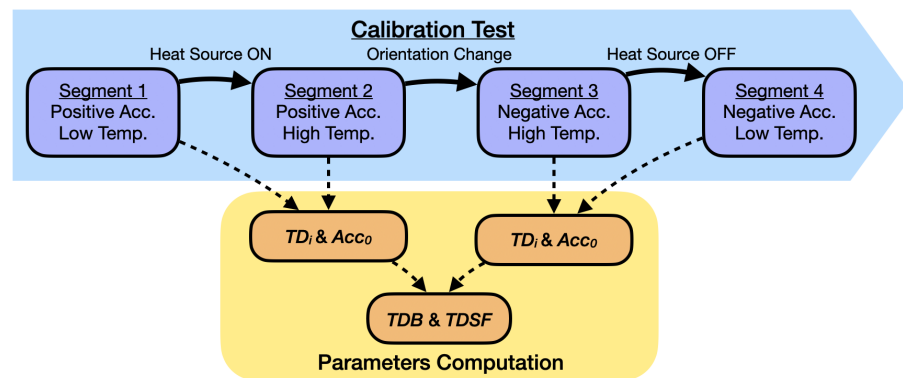 Calibration Test
Heat Source ON
Orientation Change
Heat Source OFF
Segment 1
Positive Acc.
Low Temp.
Segment 2
Positive Acc.
High Temp.
Segment 3
Negative Acc.
High Temp.
Segment 4
Negative Acc.
Low Temp.
TDᵢ & Acc₀
TDᵢ & Acc₀
TDB & TDSF
Parameters Computation